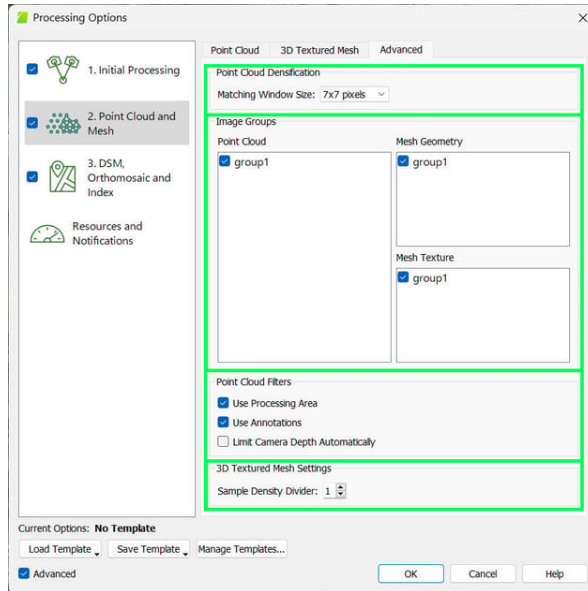 Processing Options
1. Initial Processing
2. Point Cloud and
Mesh
3. DSM,
Orthomosaic and
Index
Resources and
Notifications
Point Cloud
3D Textured Mesh
Advanced
Point Cloud Densification
Matching Window Size: 7x7 pixels
Image Groups
Point Cloud
group1
Mesh Geometry
group1
Mesh Texture
group1
Point Cloud Filters
Use Processing Area
Use Annotations
Limit Camera Depth Automatically
3D Textured Mesh Settings
Sample Density Divider: 1
Current Options: No Template
Load Template
Save Template
Manage Templates...
Advanced
OK
Cancel
Help